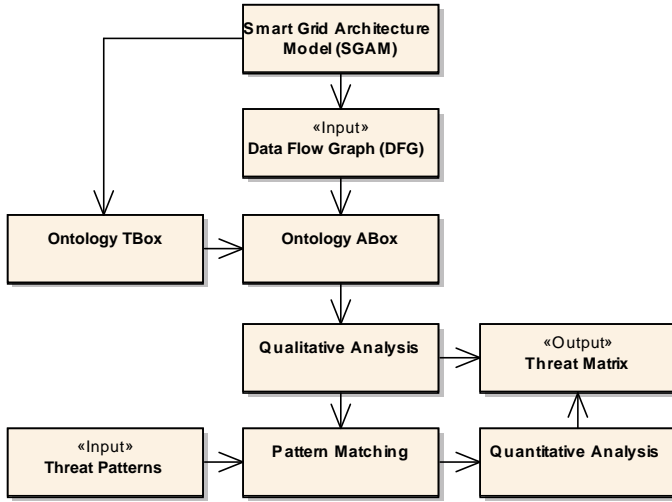 Smart Grid Architecture
Model (SGAM)
«Input»
Data Flow Graph (DFG)
Ontology TBox
Ontology ABox
Qualitative Analysis
«Output»
Threat Matrix
«Input»
Threat Patterns
Pattern Matching
Quantitative Analysis